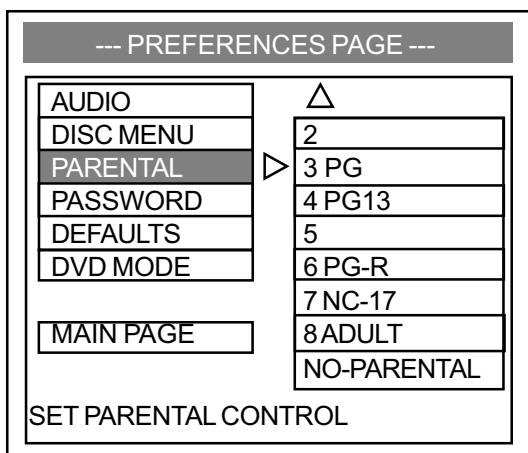 --- PREFERENCES PAGE ---
AUDIO
DISC MENU
PARENTAL
PASSWORD
DEFAULTS
DVD MODE
MAIN PAGE
2
3 PG
4 PG13
5
6 PG-R
7 NC-17
8 ADULT
NO-PARENTAL
SET PARENTAL CONTROL